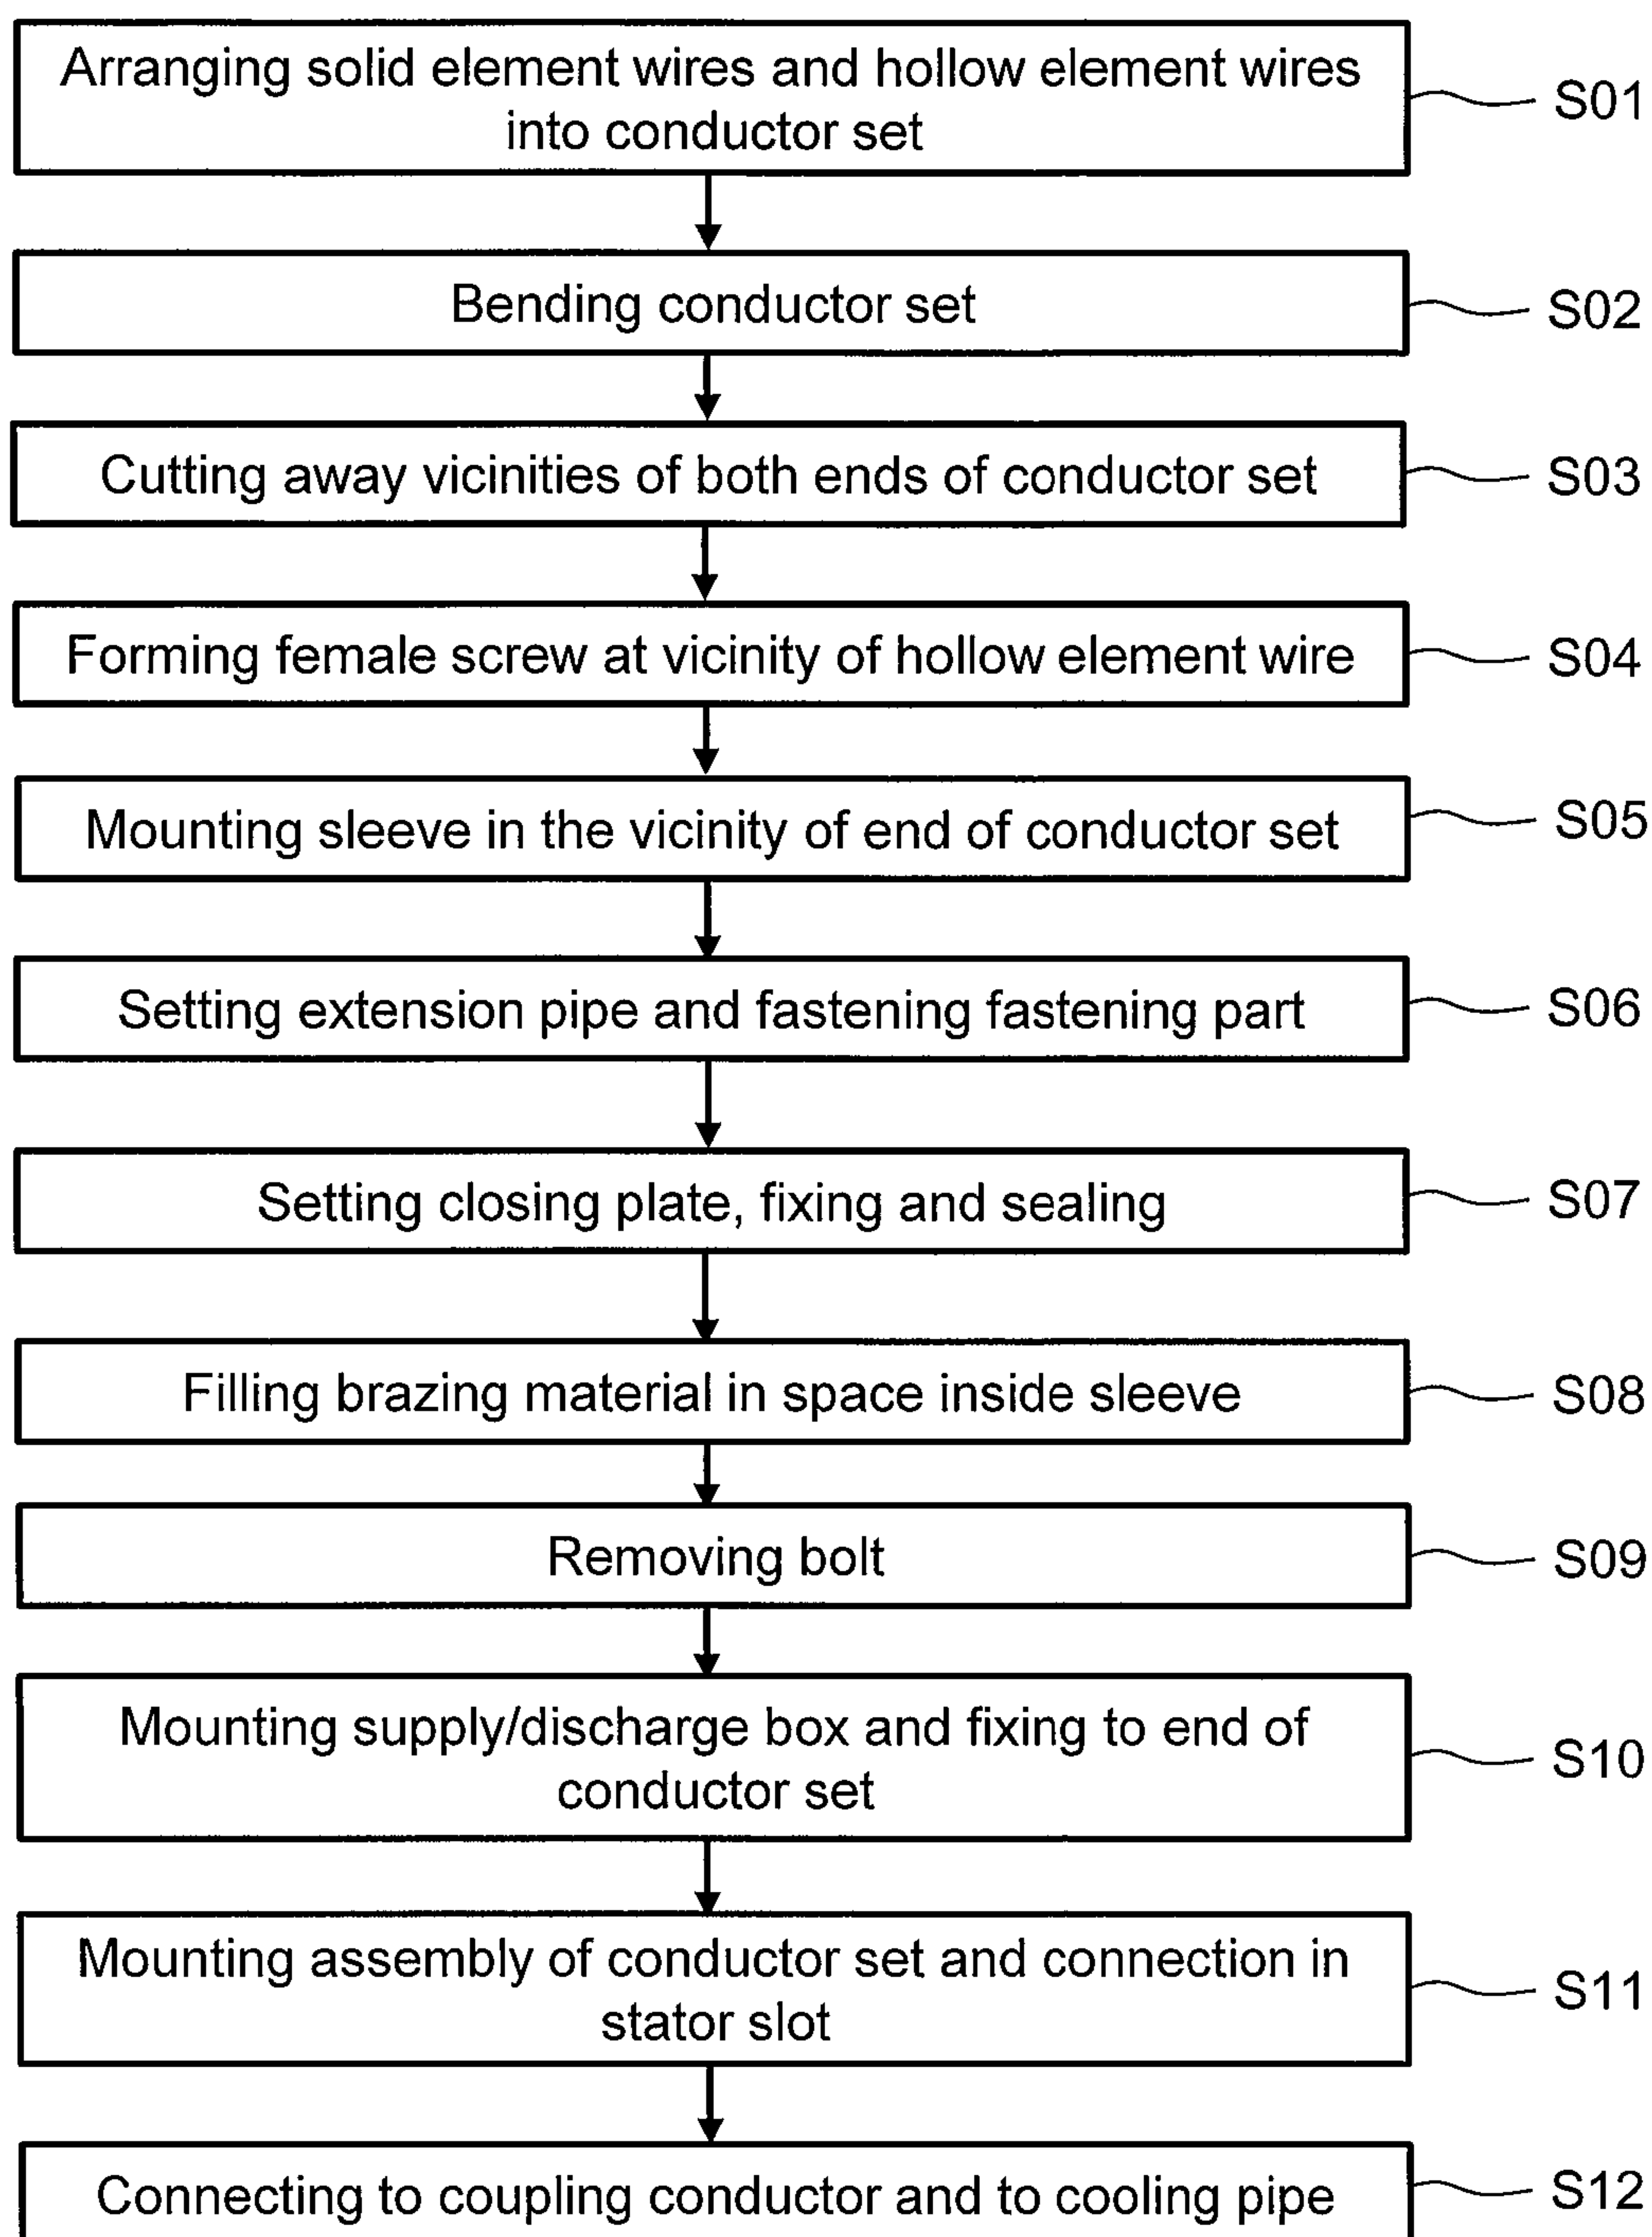 Arranging solid element wires and hollow element wires
into conductor set
S01
Bending conductor set
S02
Cutting away vicinities of both ends of conductor set
S03
Forming female screw at vicinity of hollow element wire
S04
Mounting sleeve in the vicinity of end of conductor set
S05
Setting extension pipe and fastening fastening part
S06
Setting closing plate, fixing and sealing
S07
Filling brazing material in space inside sleeve
S08
Removing bolt
S09
Mounting supply/discharge box and fixing to end of
conductor set
S10
Mounting assembly of conductor set and connection in
stator slot
S11
Connecting to coupling conductor and to cooling pipe
S12